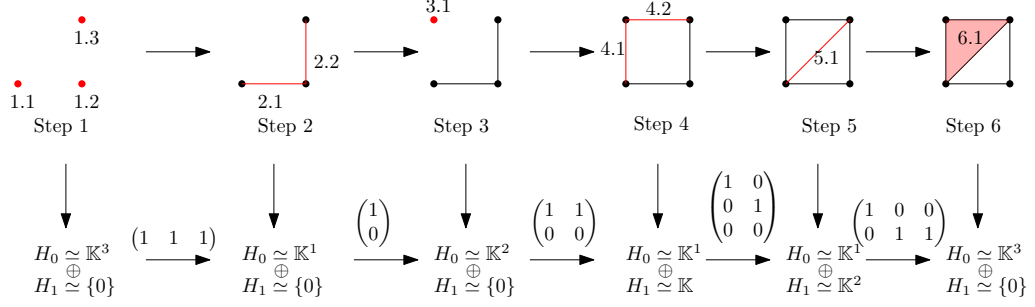 3.1
4.2
1.3
2.2
4.1
5.1
6.1
1.1
1.2
2.1
Step 1
Step 2
Step 3
Step 4
Step 5
Step 6
(1 1 1)
(1
0)
(1 1
0 0)
(1 0
0 1
0 0)
(1 0 0
0 1 1)
H₀ ≃ 𝕂³
⊕
H₁ ≃ {0}
H₀ ≃ 𝕂¹
⊕
H₁ ≃ {0}
H₀ ≃ 𝕂²
⊕
H₁ ≃ {0}
H₀ ≃ 𝕂¹
⊕
H₁ ≃ 𝕂
H₀ ≃ 𝕂¹
⊕
H₁ ≃ 𝕂²
H₀ ≃ 𝕂³
⊕
H₁ ≃ {0}